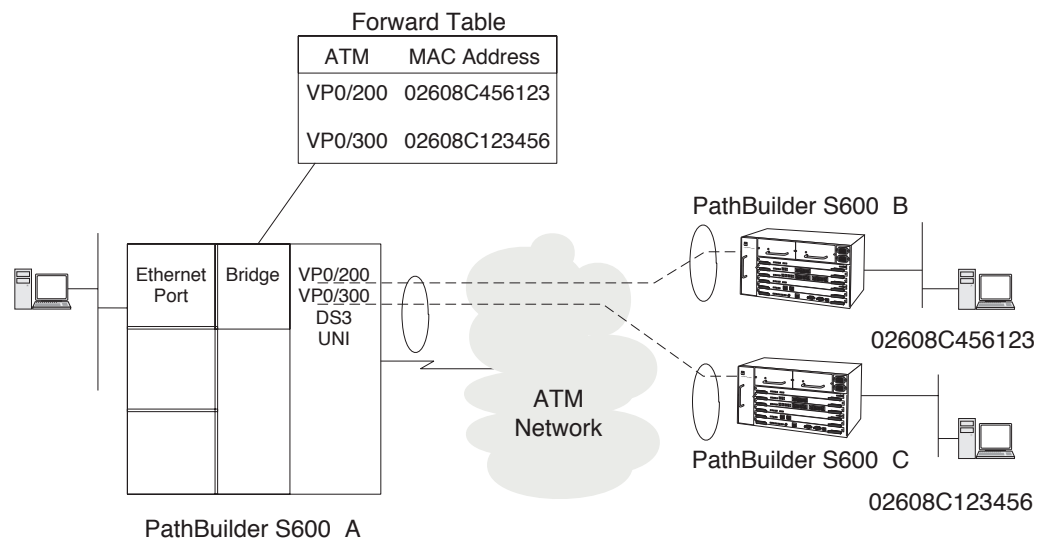 Forward Table
ATM MAC Address
VP0/200 02608C456123
VP0/300 02608C123456
PathBuilder S600 B
Ethernet Port
Bridge
VP0/200
VP0/300
DS3
UNI
02608C456123
ATM
Network
PathBuilder S600 C
02608C123456
PathBuilder S600 A